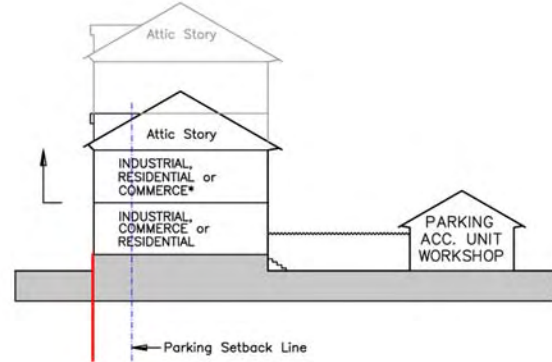 Attic Story
Attic Story
INDUSTRIAL,
RESIDENTIAL or
COMMERCE*
INDUSTRIAL,
COMMERCE or
RESIDENTIAL
PARKING
ACC. UNIT
WORKSHOP
Parking Setback Line